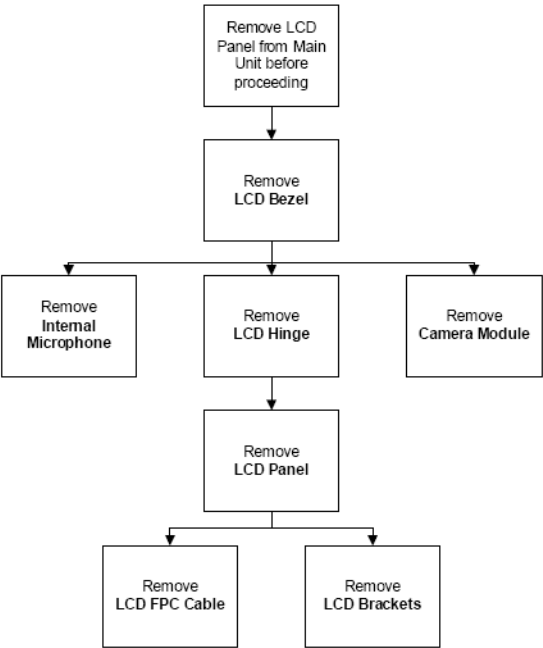 Remove LCD
Panel from Main
Unit before
proceeding
Remove
LCD Bezel
Remove
Internal
Microphone
Remove
LCD Hinge
Remove
Camera Module
Remove
LCD Panel
Remove
LCD FPC Cable
Remove
LCD Brackets